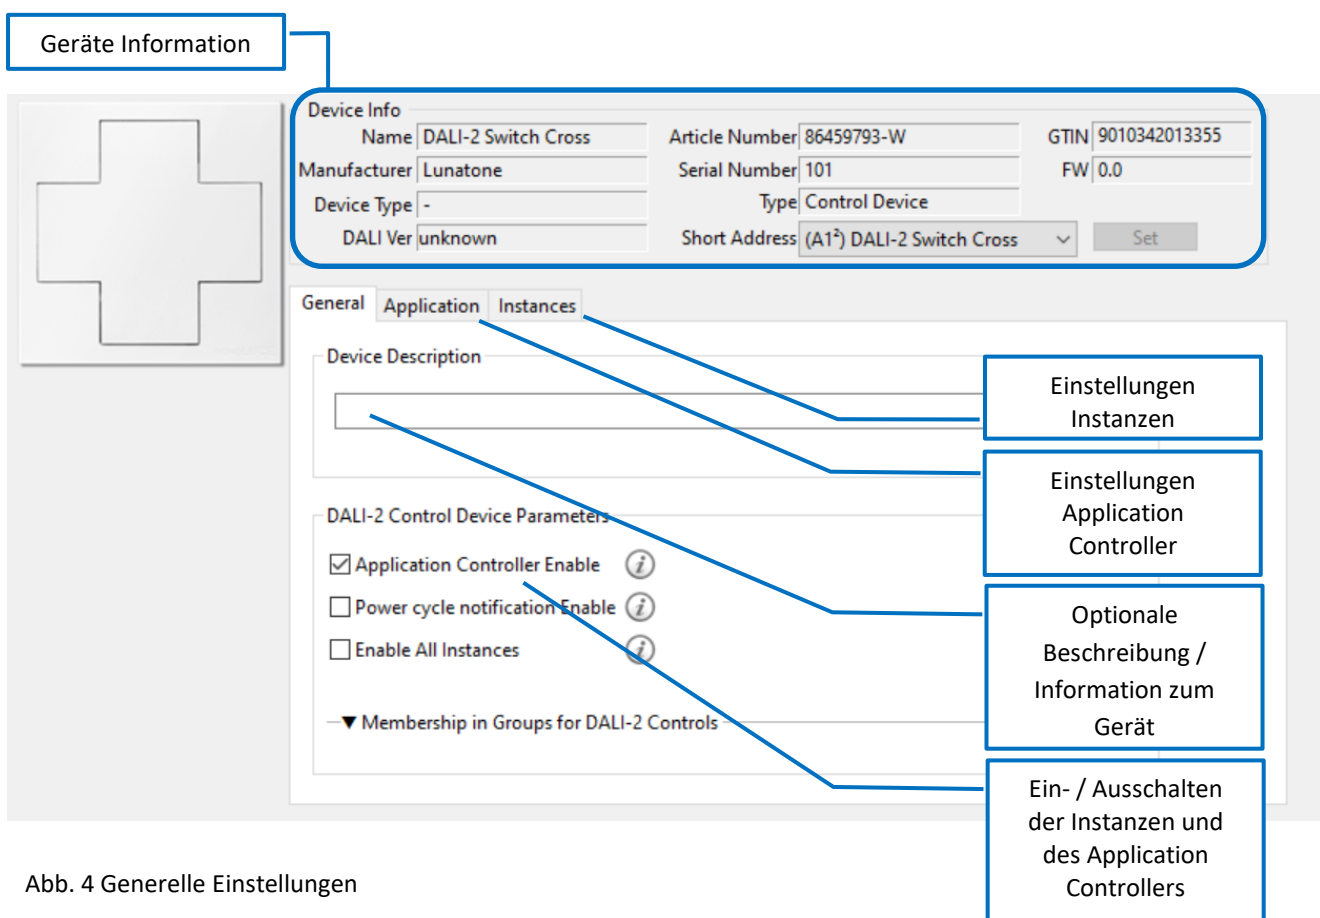 Geräte Information
Device Info
Name DALI-2 Switch Cross Article Number 86459793-W GTIN 9010342013355
Manufacturer Lunatone Serial Number 101 FW 0.0
Device Type - Type Control Device
DALI Ver unknown Short Address (A1²) DALI-2 Switch Cross Set
General Application Instances
Device Description
Einstellungen
Instanzen
Einstellungen
Application
Controller
DALI-2 Control Device Parameters
Application Controller Enable i
Power cycle notification Enable i
Enable All Instances i
▼ Membership in Groups for DALI-2 Controls
Optionale
Beschreibung /
Information zum
Gerät
Ein- / Ausschalten
der Instanzen und
des Application
Controllers
Abb. 4 Generelle Einstellungen